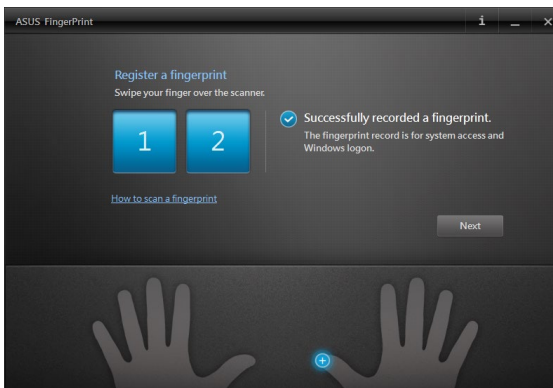 ASUS FingerPrint
Register a fingerprint
Swipe your finger over the scanner.
1 2
Successfully recorded a fingerprint.
The fingerprint record is for system access and
Windows logon.
How to scan a fingerprint
Next